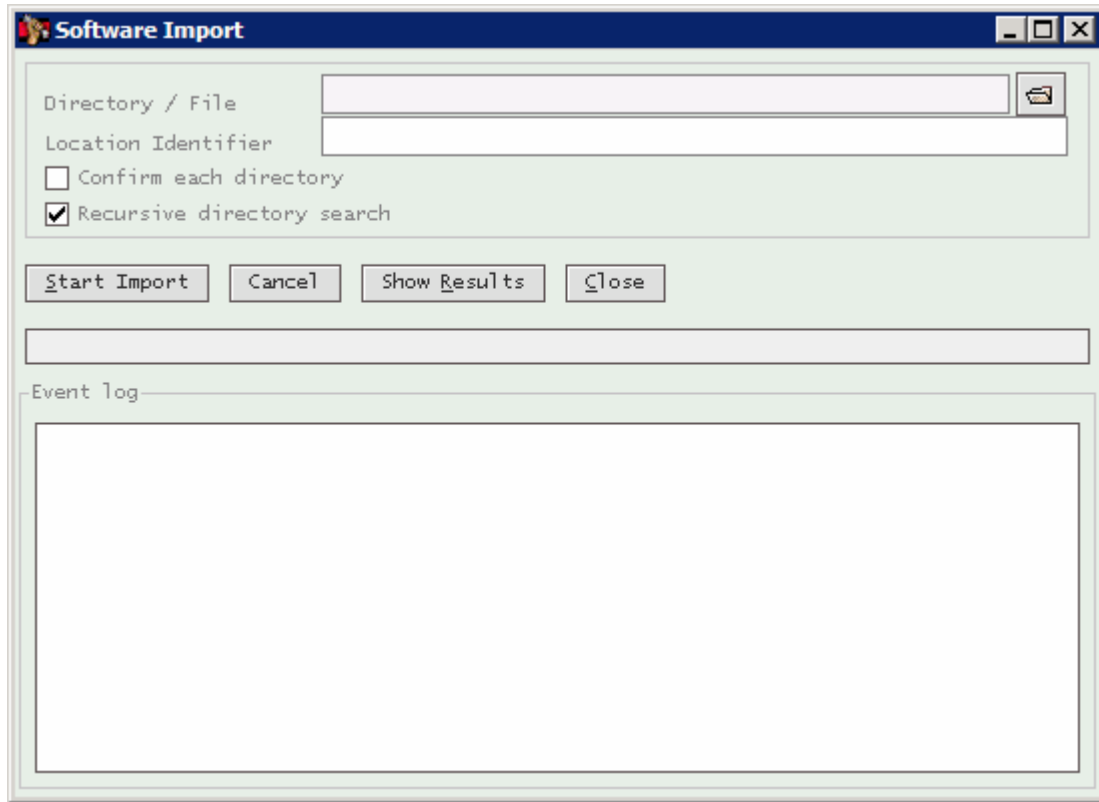 Software Import
Directory / File
Location Identifier
Confirm each directory
Recursive directory search
Start Import Cancel Show Results Close
Event log